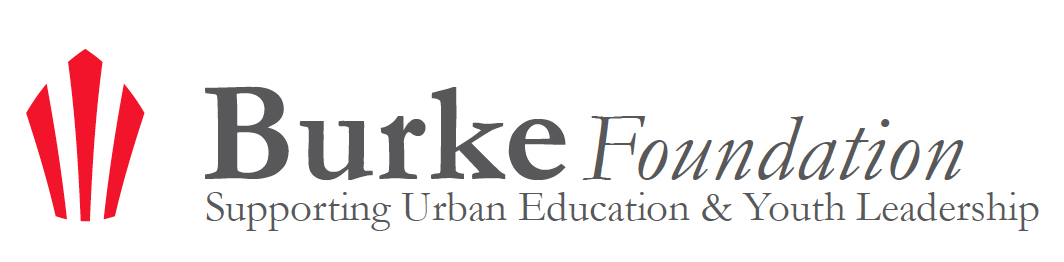 Burke Foundation
Supporting Urban Education & Youth Leadership